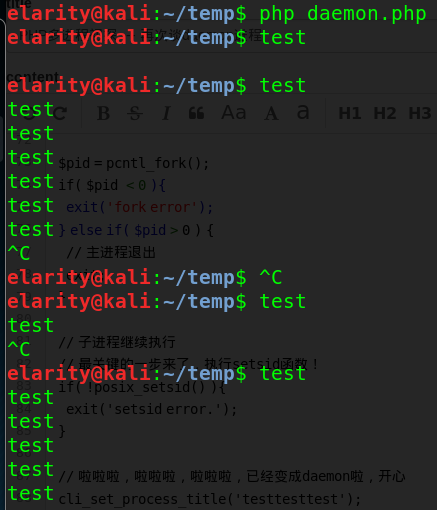 elarity@kali:~/temp$ php daemon.php
elarity@kali:~/temp$ test
content
elarity@kali:~/temp$ test
test
B S I Aa A a H1 H2 H3
test
test
$pid = pcntl_fork();
test
if( $pid < 0 ){
test
exit('fork error');
test
} else if( $pid > 0 ) {
^C
// 主进程退出
elarity@kali:~/temp$ ^C
elarity@kali:~/temp$ test
test
// 子进程继续执行
^C
// 最关键的一步来了，执行setsid函数！
elarity@kali:~/temp$ test
if( !posix_setsid() ){
test
exit('setsid error.');
test
}
test
test
// 啦啦啦，啦啦啦，啦啦啦，已经变成daemon啦，开心
test
cli_set_process_title('testtesttest');